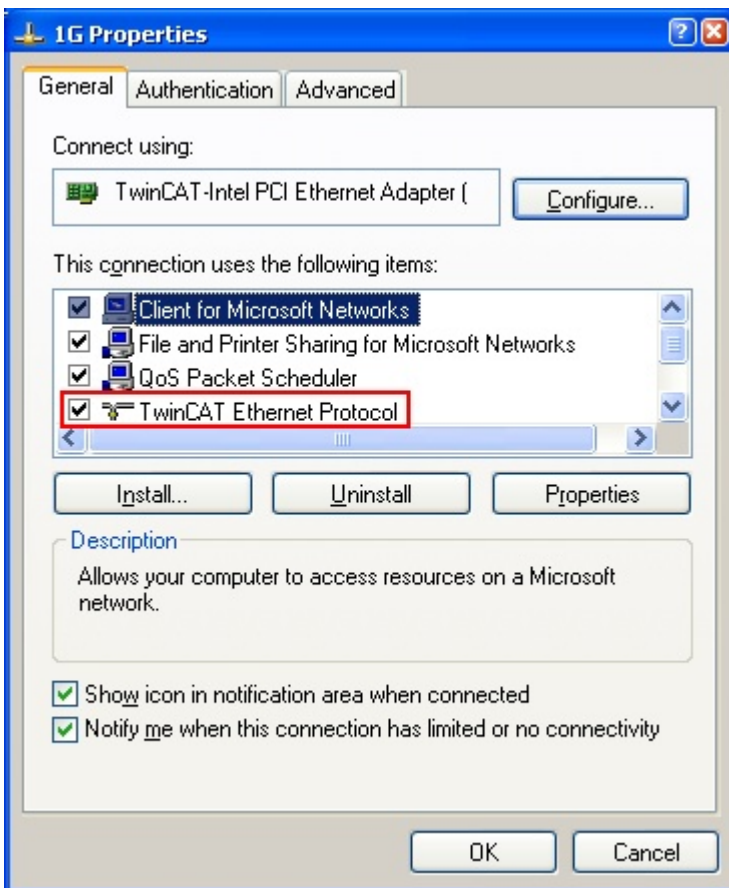 1G Properties
General Authentication Advanced
Connect using:
TwinCAT-Intel PCI Ethernet Adapter (
Configure...
This connection uses the following items:
Client for Microsoft Networks
File and Printer Sharing for Microsoft Networks
QoS Packet Scheduler
TwinCAT Ethernet Protocol
Install... Uninstall Properties
Description
Allows your computer to access resources on a Microsoft
network.
Show icon in notification area when connected
Notify me when this connection has limited or no connectivity
OK Cancel